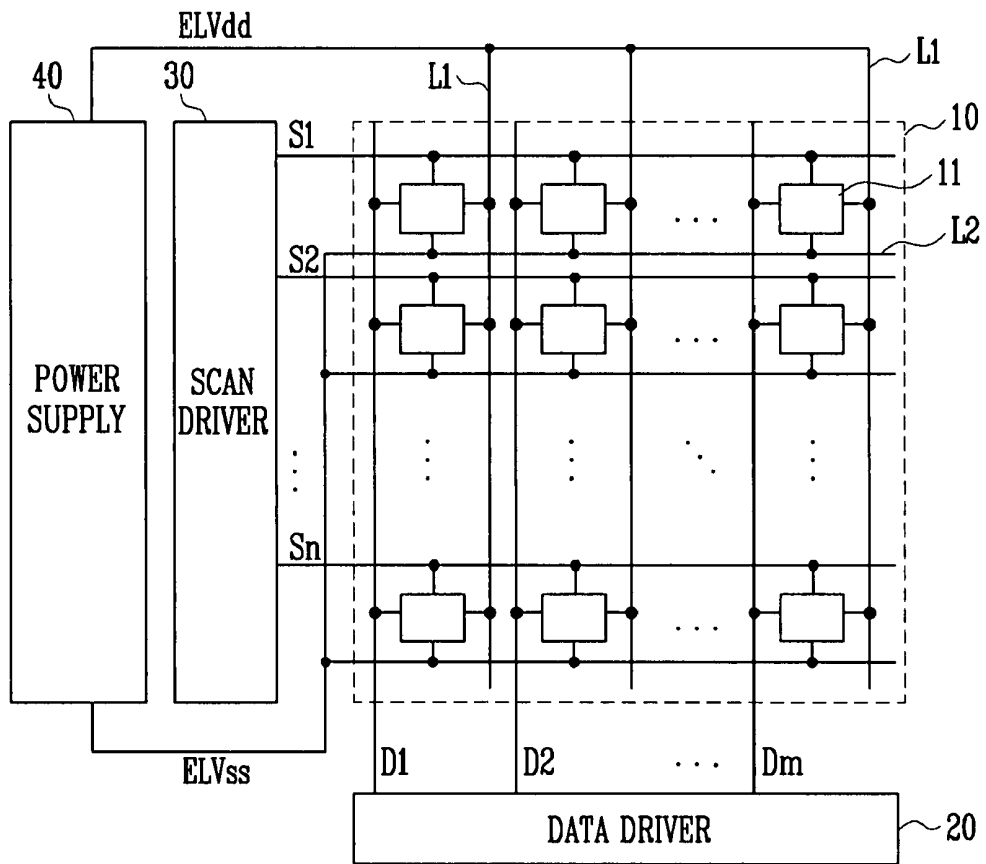 ELVdd
40
30
L1
L1
S1
10
11
L2
S2
POWER
SUPPLY
SCAN
DRIVER
Sn
ELVss
D1
D2
Dm
DATA DRIVER
20